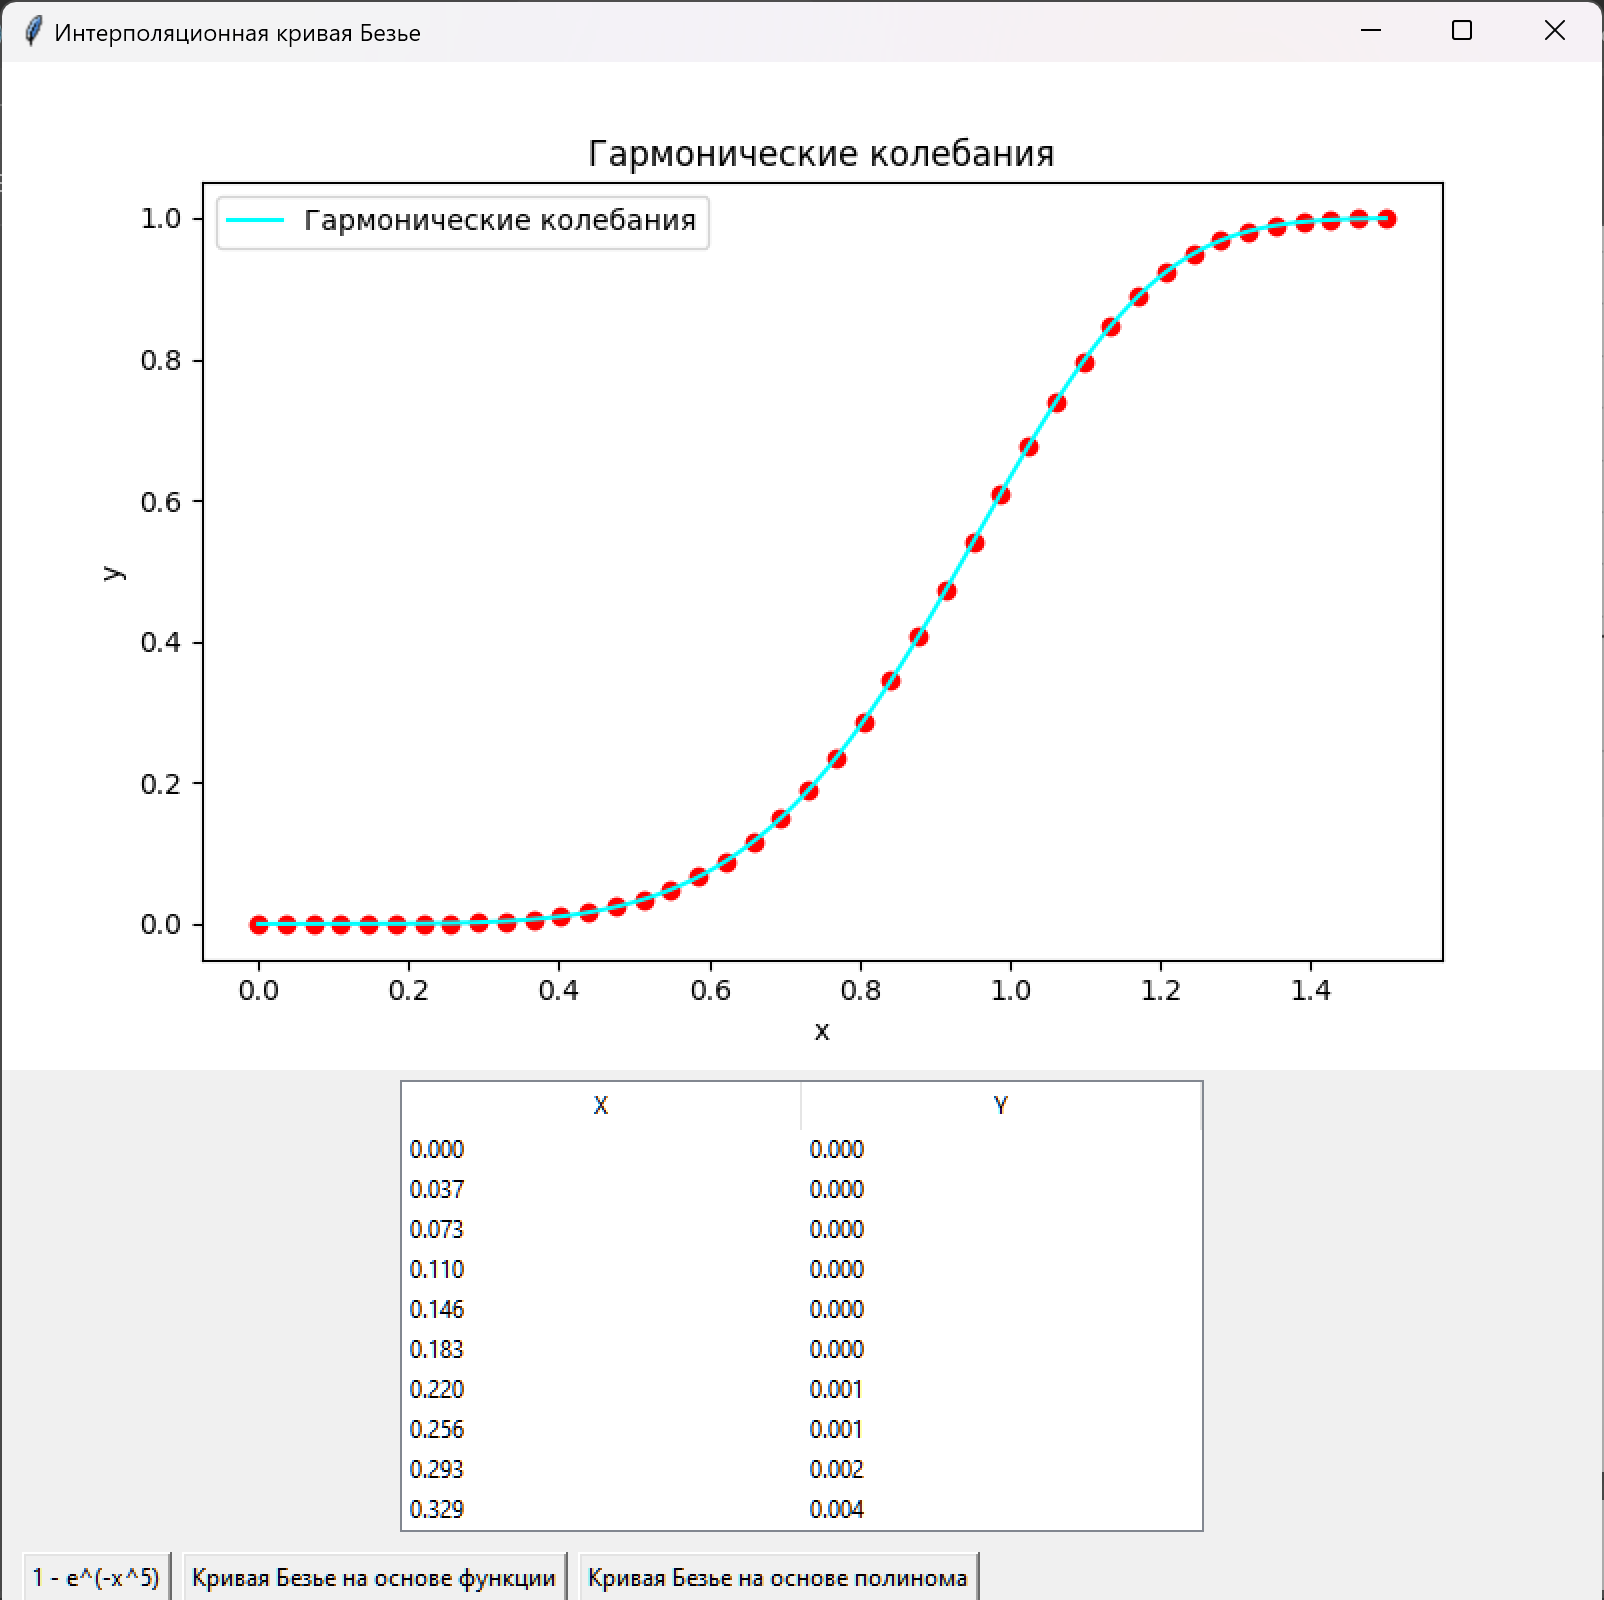 Интерполяционная кривая Безье
Гармонические колебания
Гармонические колебания
1.0
0.8
0.6
0.4
0.2
0.0
y
0.0 0.2 0.4 0.6 0.8 1.0 1.2 1.4
x
X Y
0.000 0.000
0.037 0.000
0.073 0.000
0.110 0.000
0.146 0.000
0.183 0.000
0.220 0.001
0.256 0.001
0.293 0.002
0.329 0.004
1 - e^(-x^5) Кривая Безье на основе функции Кривая Безье на основе полинома